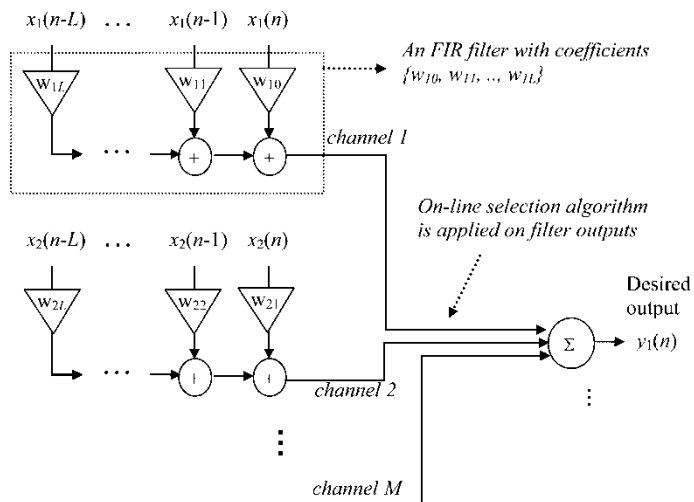 x₁(n-L) ... x₁(n-1) x₁(n)
An FIR filter with coefficients
{w₁₀, w₁₁, .., w₁L}
w₁L w₁₁ w₁₀
channel 1
... + +
On-line selection algorithm
is applied on filter outputs
x₂(n-L) ... x₂(n-1) x₂(n)
w₂L w₂₂ w₂₁
Desired
output
Σ y₁(n)
... + +
channel 2
channel M